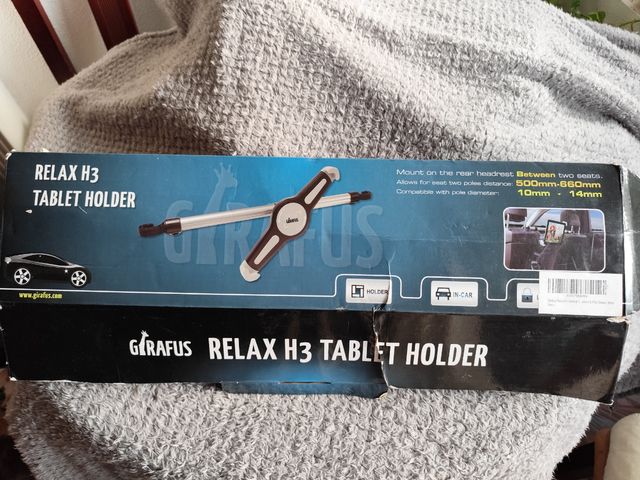 RELAX H3
TABLET HOLDER
Mount on the rear headrest Between two seats.
Allows for seat two poles distance: 500mm-660mm
Compatible with pole diameter: 10mm - 14mm
GIRAFUS
HOLDER
IN-CAR
www.girafus.com
GIRAFUS RELAX H3 TABLET HOLDER